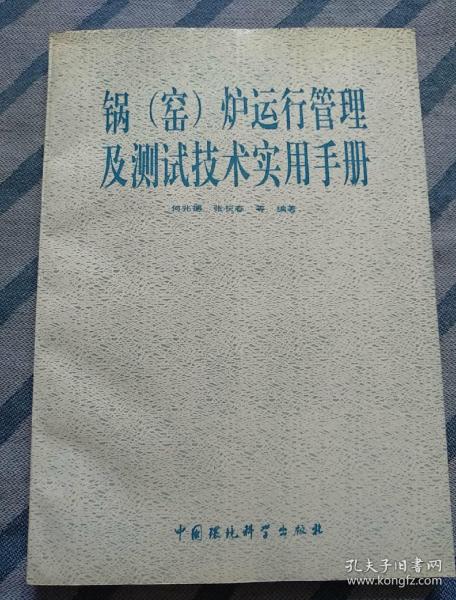 锅（窑）炉运行管理
及测试技术实用手册
何兆 张 春 等 编著
中国环境科学出版社
孔夫子旧书网
www.kongfz.com